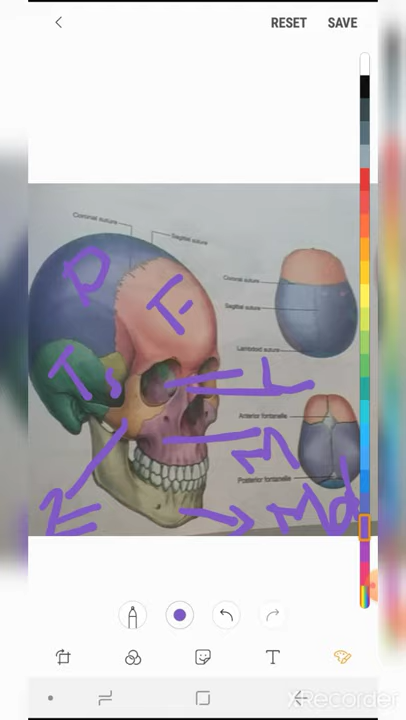 RESET SAVE
Coronal suture
Sagittal suture
P
F
Coronal suture
Sagittal suture
T
S
Lambdoid suture
L
Anterior fontanelle
M
Posterior fontanelle
Z
Md
T
XRecorder